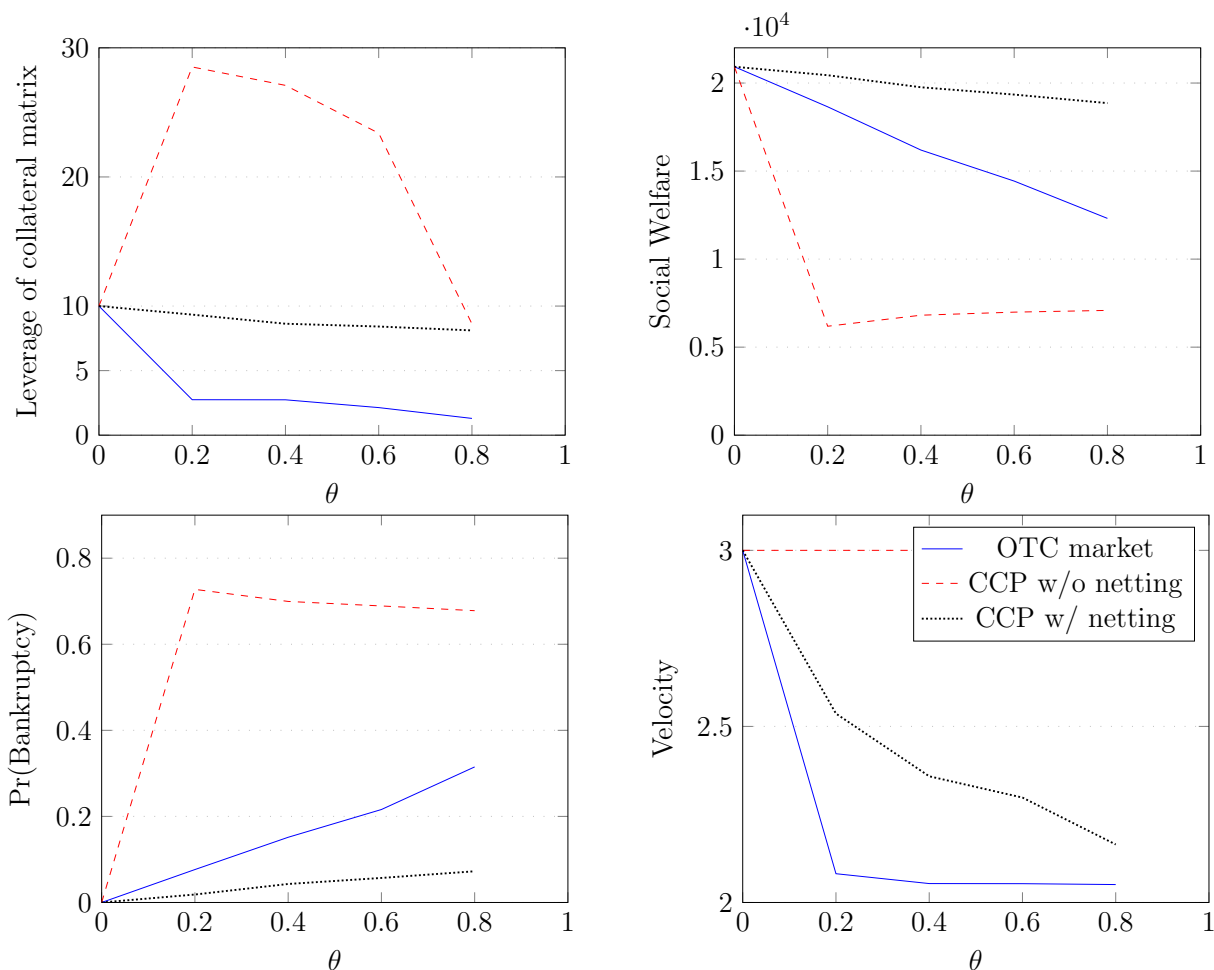 Leverage of collateral matrix
30
20
10
5
0
0 0.2 0.4 0.6 0.8 1
θ
·10⁴
Social Welfare
2
1.5
1
0.5
0
0 0.2 0.4 0.6 0.8 1
θ
Pr(Bankruptcy)
0.8
0.6
0.4
0.2
0
0 0.2 0.4 0.6 0.8 1
θ
Velocity
3
2.5
2
0 0.2 0.4 0.6 0.8 1
θ
OTC market
CCP w/o netting
CCP w/ netting